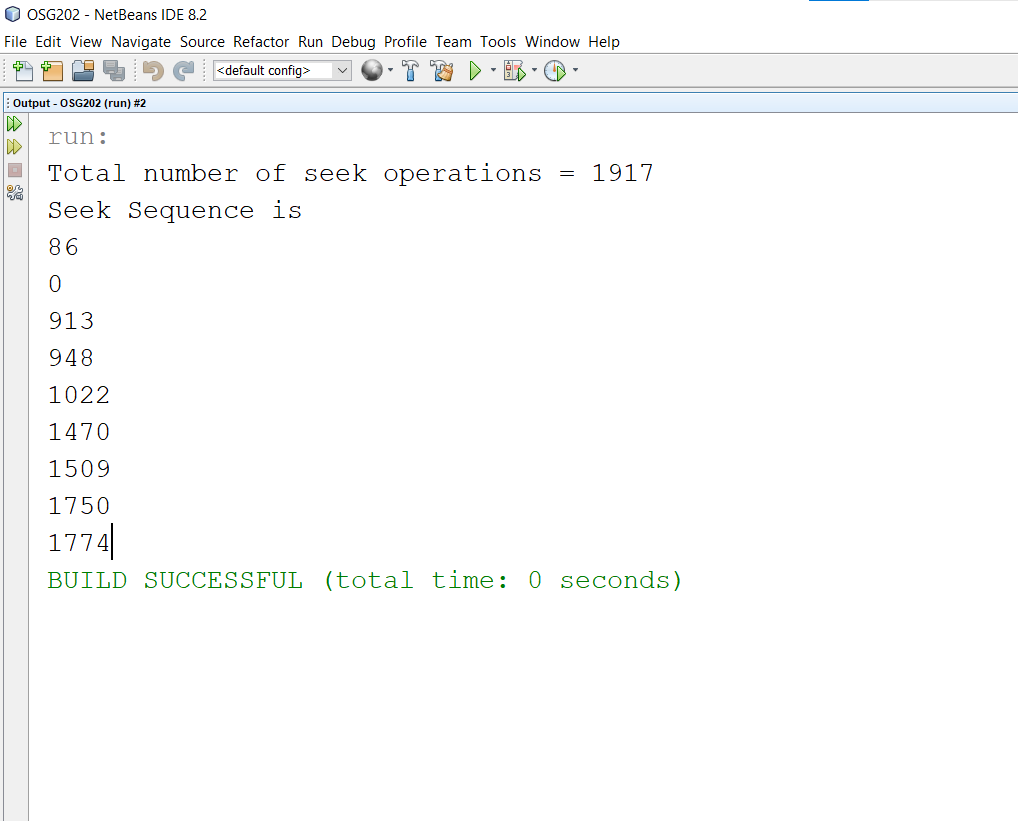 OSG202 - NetBeans IDE 8.2
File Edit View Navigate Source Refactor Run Debug Profile Team Tools Window Help
<default config>
Output - OSG202 (run) #2
run:
Total number of seek operations = 1917
Seek Sequence is
86
0
913
948
1022
1470
1509
1750
1774
BUILD SUCCESSFUL (total time: 0 seconds)